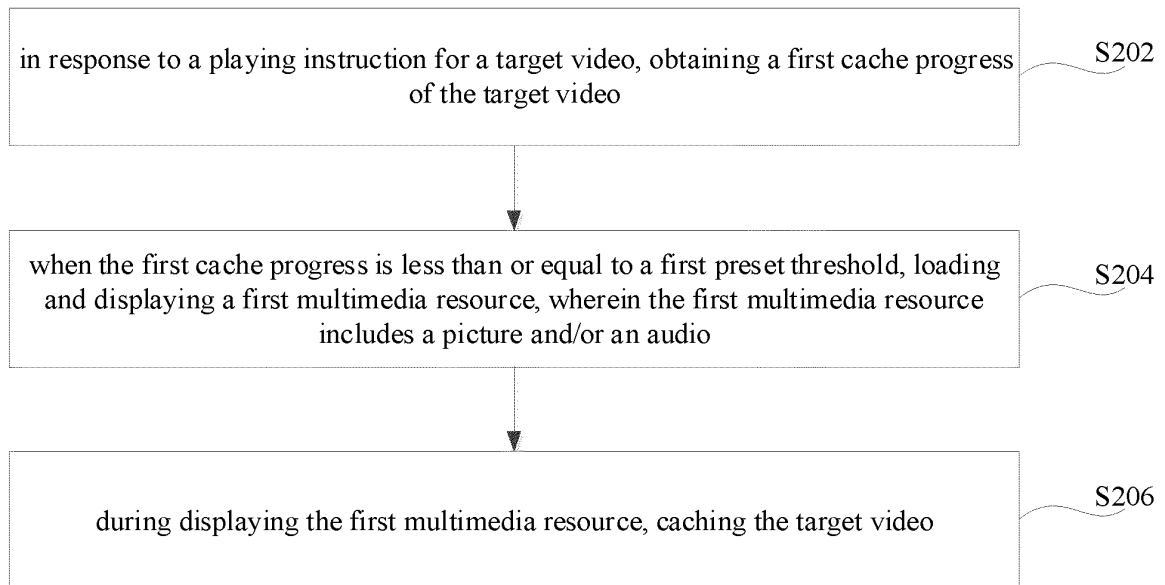 in response to a playing instruction for a target video, obtaining a first cache progress
of the target video
S202
when the first cache progress is less than or equal to a first preset threshold, loading
and displaying a first multimedia resource, wherein the first multimedia resource
includes a picture and/or an audio
S204
during displaying the first multimedia resource, caching the target video
S206